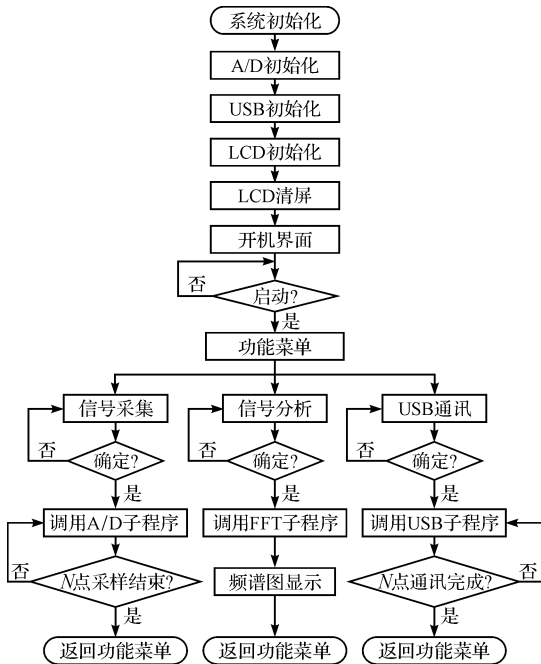 系统初始化
A/D初始化
USB初始化
LCD初始化
LCD清屏
开机界面
否
启动?
是
功能菜单
信号采集
信号分析
USB通讯
否
确定?
否
确定?
否
确定?
是
是
是
调用A/D子程序
调用FFT子程序
调用USB子程序
否
N点采样结束?
频谱图显示
N点通讯完成?
否
是
是
返回功能菜单
返回功能菜单
返回功能菜单